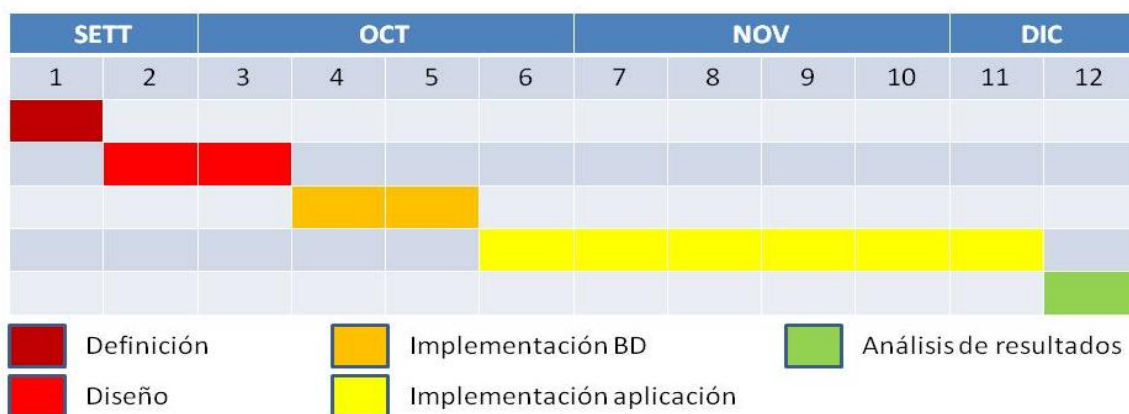 SETT OCT NOV DIC
1 2 3 4 5 6 7 8 9 10 11 12
Definición Implementación BD Análisis de resultados
Diseño Implementación aplicación